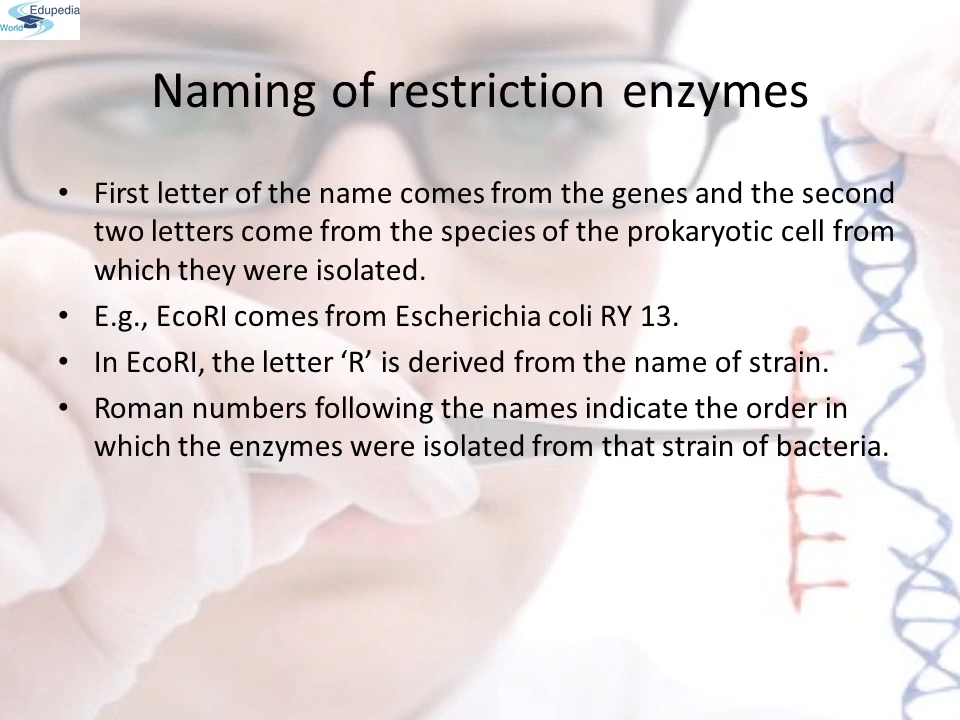 Edupedia
World
Naming of restriction enzymes
• First letter of the name comes from the genes and the second
two letters come from the species of the prokaryotic cell from
which they were isolated.
• E.g., EcoRI comes from Escherichia coli RY 13.
• In EcoRI, the letter ‘R’ is derived from the name of strain.
• Roman numbers following the names indicate the order in
which the enzymes were isolated from that strain of bacteria.